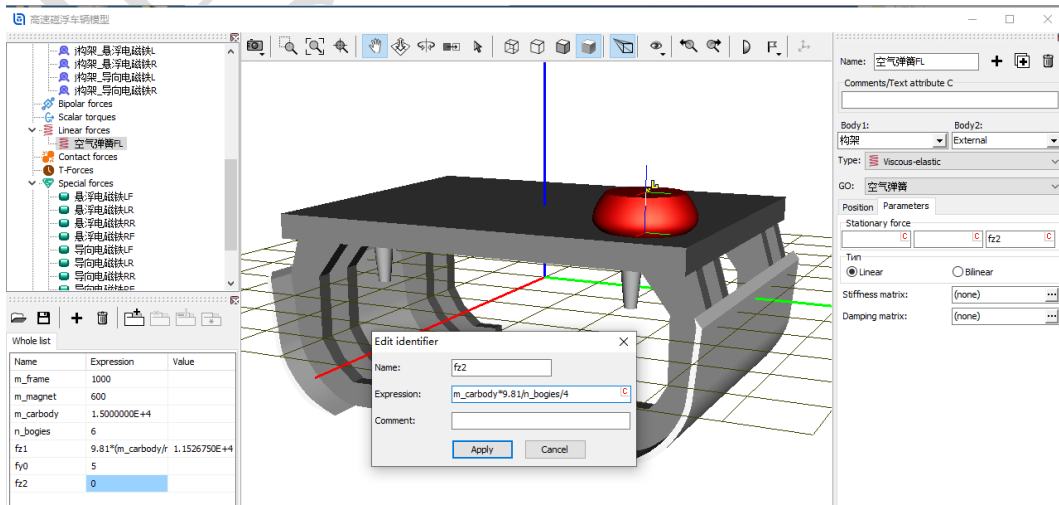 高速磁浮车辆模型
构架_悬浮电磁铁L
构架_悬浮电磁铁R
构架_导向电磁铁L
构架_导向电磁铁R
Bipolar forces
Scalar torques
Linear forces
空气弹簧FL
Contact forces
T-Forces
Special forces
悬浮电磁铁LF
悬浮电磁铁LR
悬浮电磁铁RR
悬浮电磁铁RF
导向电磁铁LF
导向电磁铁LR
导向电磁铁RR
导向电磁铁RF
Whole list
Name Expression Value
m_frame 1000
m_magnet 600
m_carbody 1.5000000E+4
n_bogies 6
fz1 9.81*(m_carbody/r 1.1526750E+4
fy0 5
fz2 0
L
Edit identifier
Name: fz2
Expression: m_carbody*9.81/n_bogies/4 C
Comment:
Apply Cancel
Name: 空气弹簧FL
Comments/Text attribute C
Body1: Body2:
构架 External
Type: Viscous-elastic
GO: 空气弹簧
Position Parameters
Stationary force
C C fz2 C
Тип
Linear Bilinear
Stiffness matrix: (none) ...
Damping matrix: (none) ...